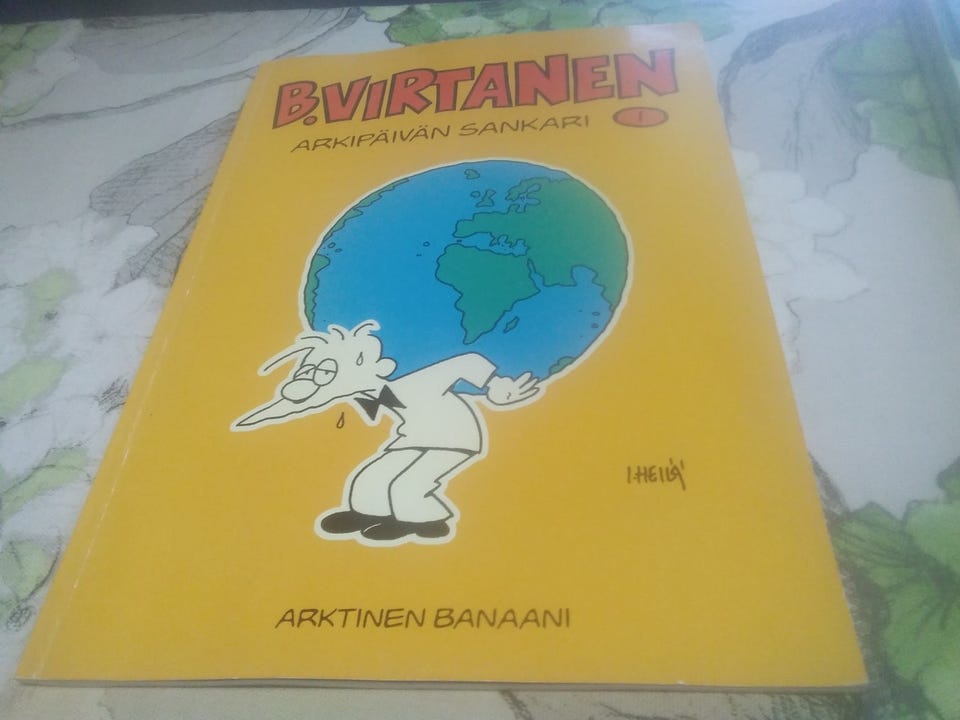 B.VIRTANEN
ARKIPÄIVÄN SANKARI 1
I.HEILÄ
ARKTINEN BANAANI